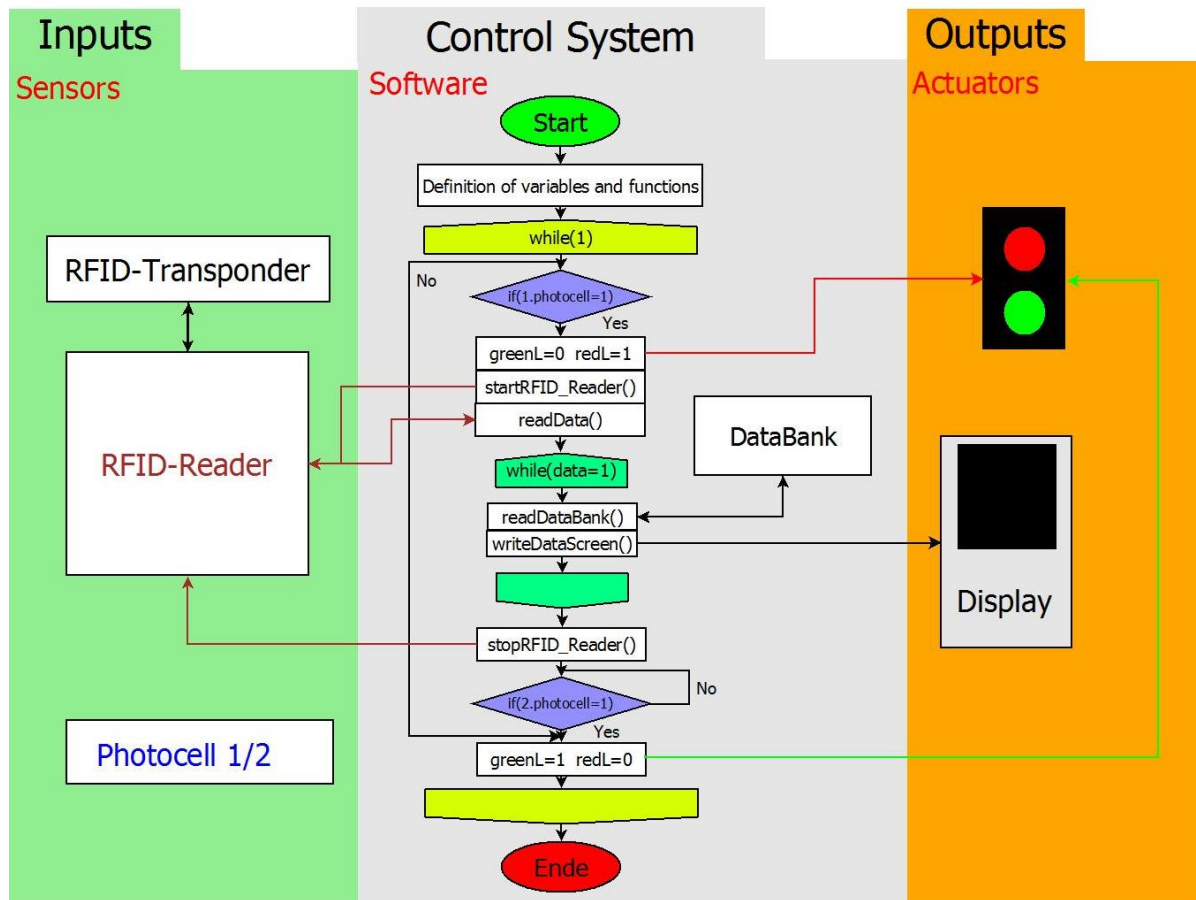 Inputs
Control System
Outputs
Sensors
Software
Actuators
Start
Definition of variables and functions
while(1)
RFID-Transponder
No
if(1.photocell=1)
Yes
greenL=0 redL=1
startRFID_Reader()
readData()
RFID-Reader
DataBank
while(data=1)
readDataBank()
writeDataScreen()
Display
stopRFID_Reader()
No
if(2.photocell=1)
Yes
Photocell 1/2
greenL=1 redL=0
Ende